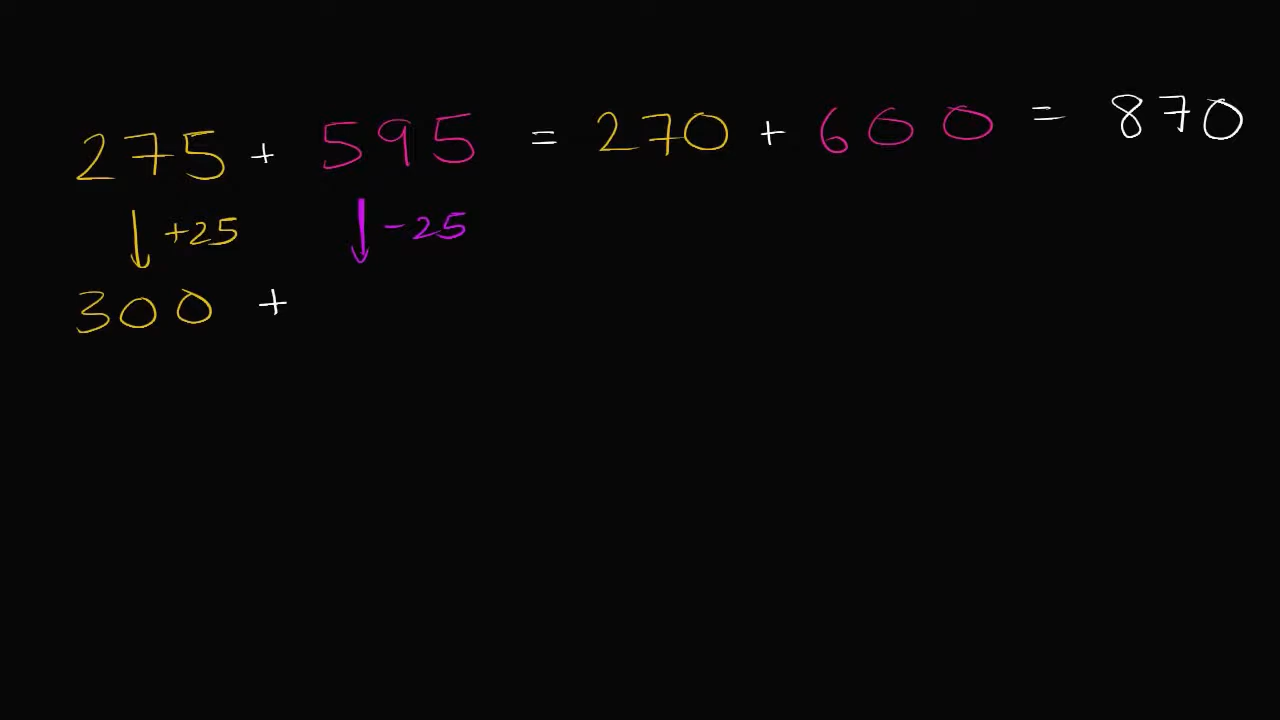 275 + 595 = 270 + 600 = 870
↓ +25 ↓ -25
300 +